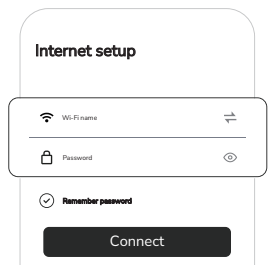 Internet setup
Wi-Fi name
Password
Remember password
Connect